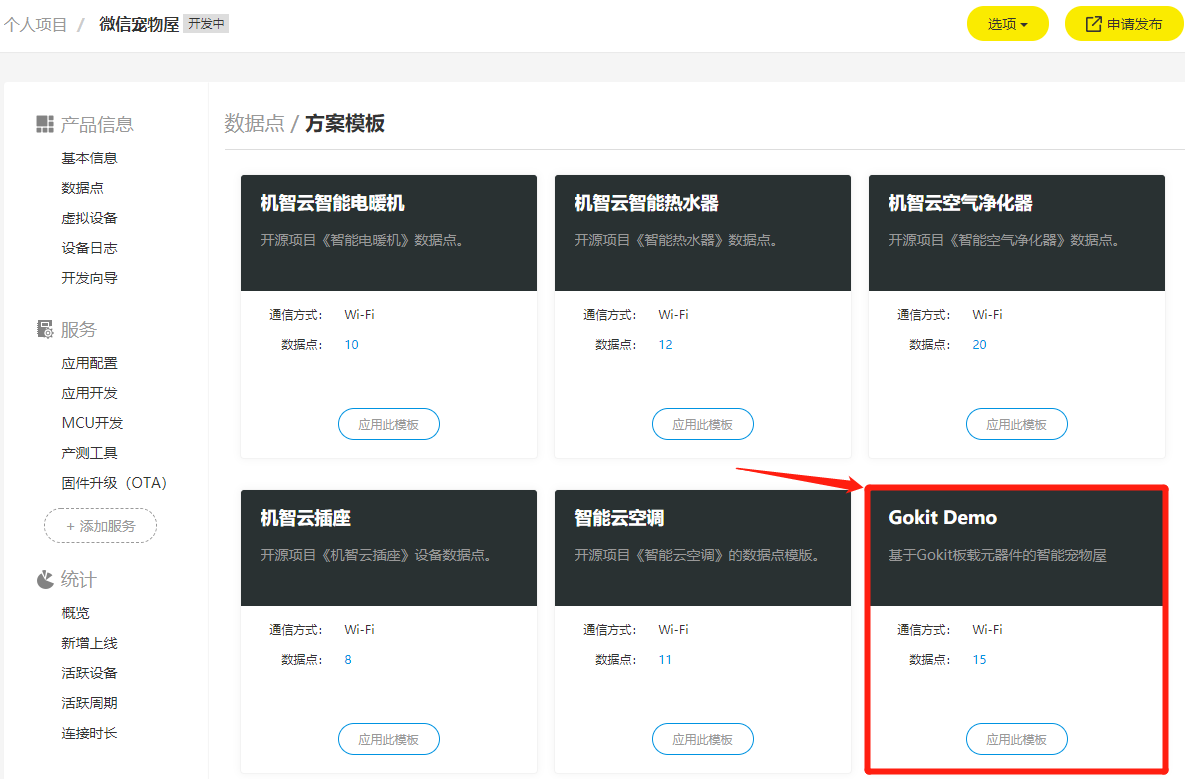 个人项目 / 微信宠物屋 开发中
选项
申请发布
产品信息
基本信息
数据点
虚拟设备
设备日志
开发向导
服务
应用配置
应用开发
MCU开发
产测工具
固件升级（OTA）
+ 添加服务
统计
概览
新增上线
活跃设备
活跃周期
连接时长
数据点 / 方案模板
机智云智能电暖机
开源项目《智能电暖机》数据点。
通信方式： Wi-Fi
数据点： 10
应用此模板
机智云智能热水器
开源项目《智能热水器》数据点。
通信方式： Wi-Fi
数据点： 12
应用此模板
机智云空气净化器
开源项目《智能空气净化器》数据点。
通信方式： Wi-Fi
数据点： 20
应用此模板
机智云插座
开源项目《机智云插座》设备数据点。
通信方式： Wi-Fi
数据点： 8
应用此模板
智能云空调
开源项目《智能云空调》的数据点模版。
通信方式： Wi-Fi
数据点： 11
应用此模板
Gokit Demo
基于Gokit板载元器件的智能宠物屋
通信方式： Wi-Fi
数据点： 15
应用此模板